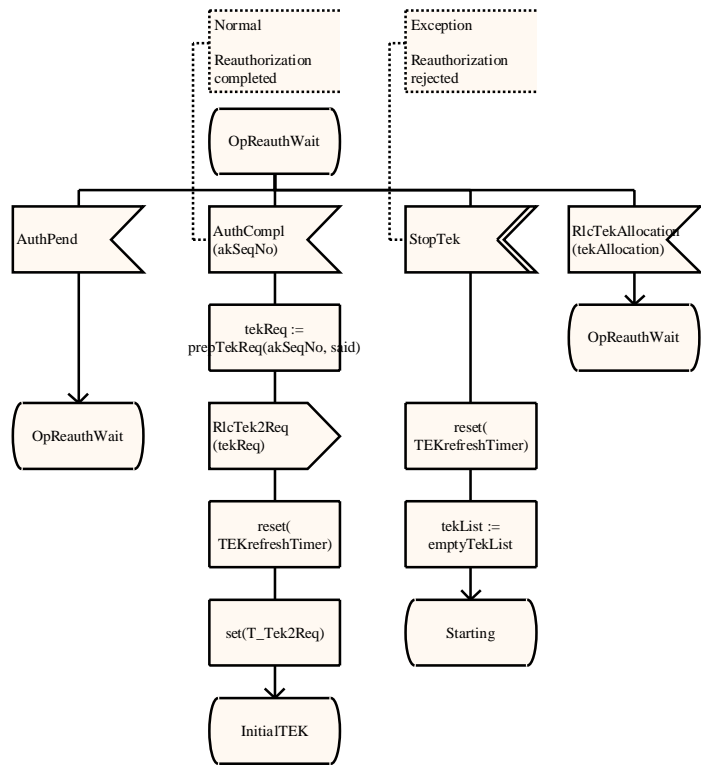 Normal
Reauthorization
completed
Exception
Reauthorization
rejected
OpReauthWait
AuthPend
AuthCompl
(akSeqNo)
StopTek
RlcTekAllocation
(tekAllocation)
tekReq :=
prepTekReq(akSeqNo, said)
OpReauthWait
OpReauthWait
RlcTek2Req
(tekReq)
reset(
TEKrefreshTimer)
reset(
TEKrefreshTimer)
tekList :=
emptyTekList
set(T_Tek2Req)
Starting
InitialTEK